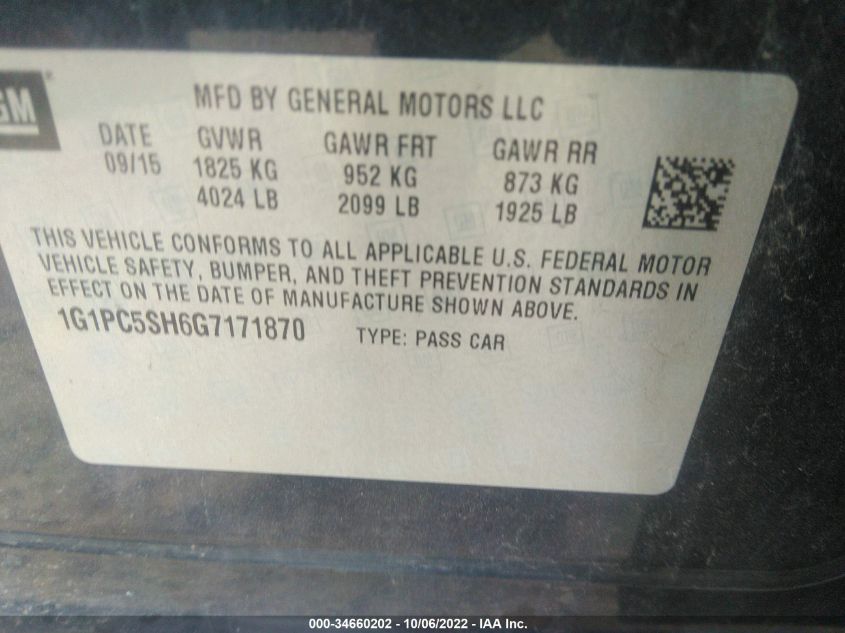 GM
MFD BY GENERAL MOTORS LLC
DATE GVWR GAWR FRT GAWR RR
09/15 1825 KG 952 KG 873 KG
4024 LB 2099 LB 1925 LB
THIS VEHICLE CONFORMS TO ALL APPLICABLE U.S. FEDERAL MOTOR
VEHICLE SAFETY, BUMPER, AND THEFT PREVENTION STANDARDS IN
EFFECT ON THE DATE OF MANUFACTURE SHOWN ABOVE.
1G1PC5SH6G7171870 TYPE: PASS CAR
000-34660202 - 10/06/2022 - IAA Inc.